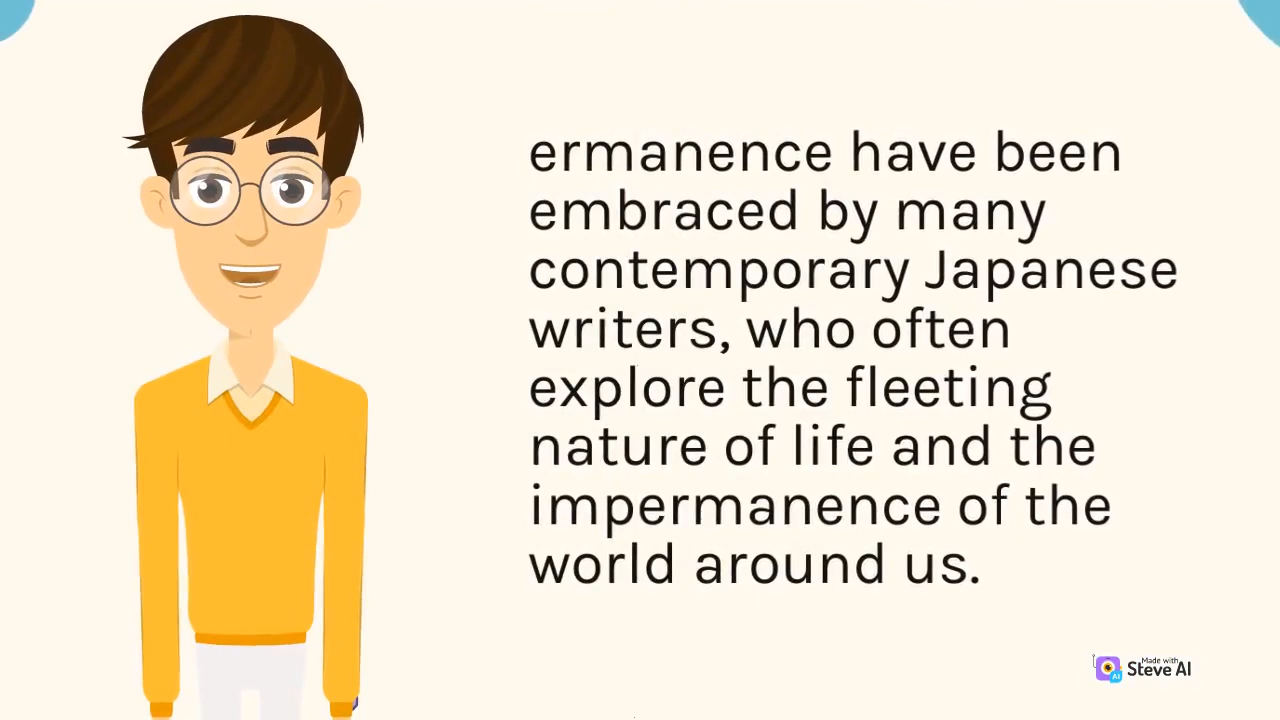 ermanence have been
embraced by many
contemporary Japanese
writers, who often
explore the fleeting
nature of life and the
impermanence of the
world around us.
Made with
Steve AI
AI